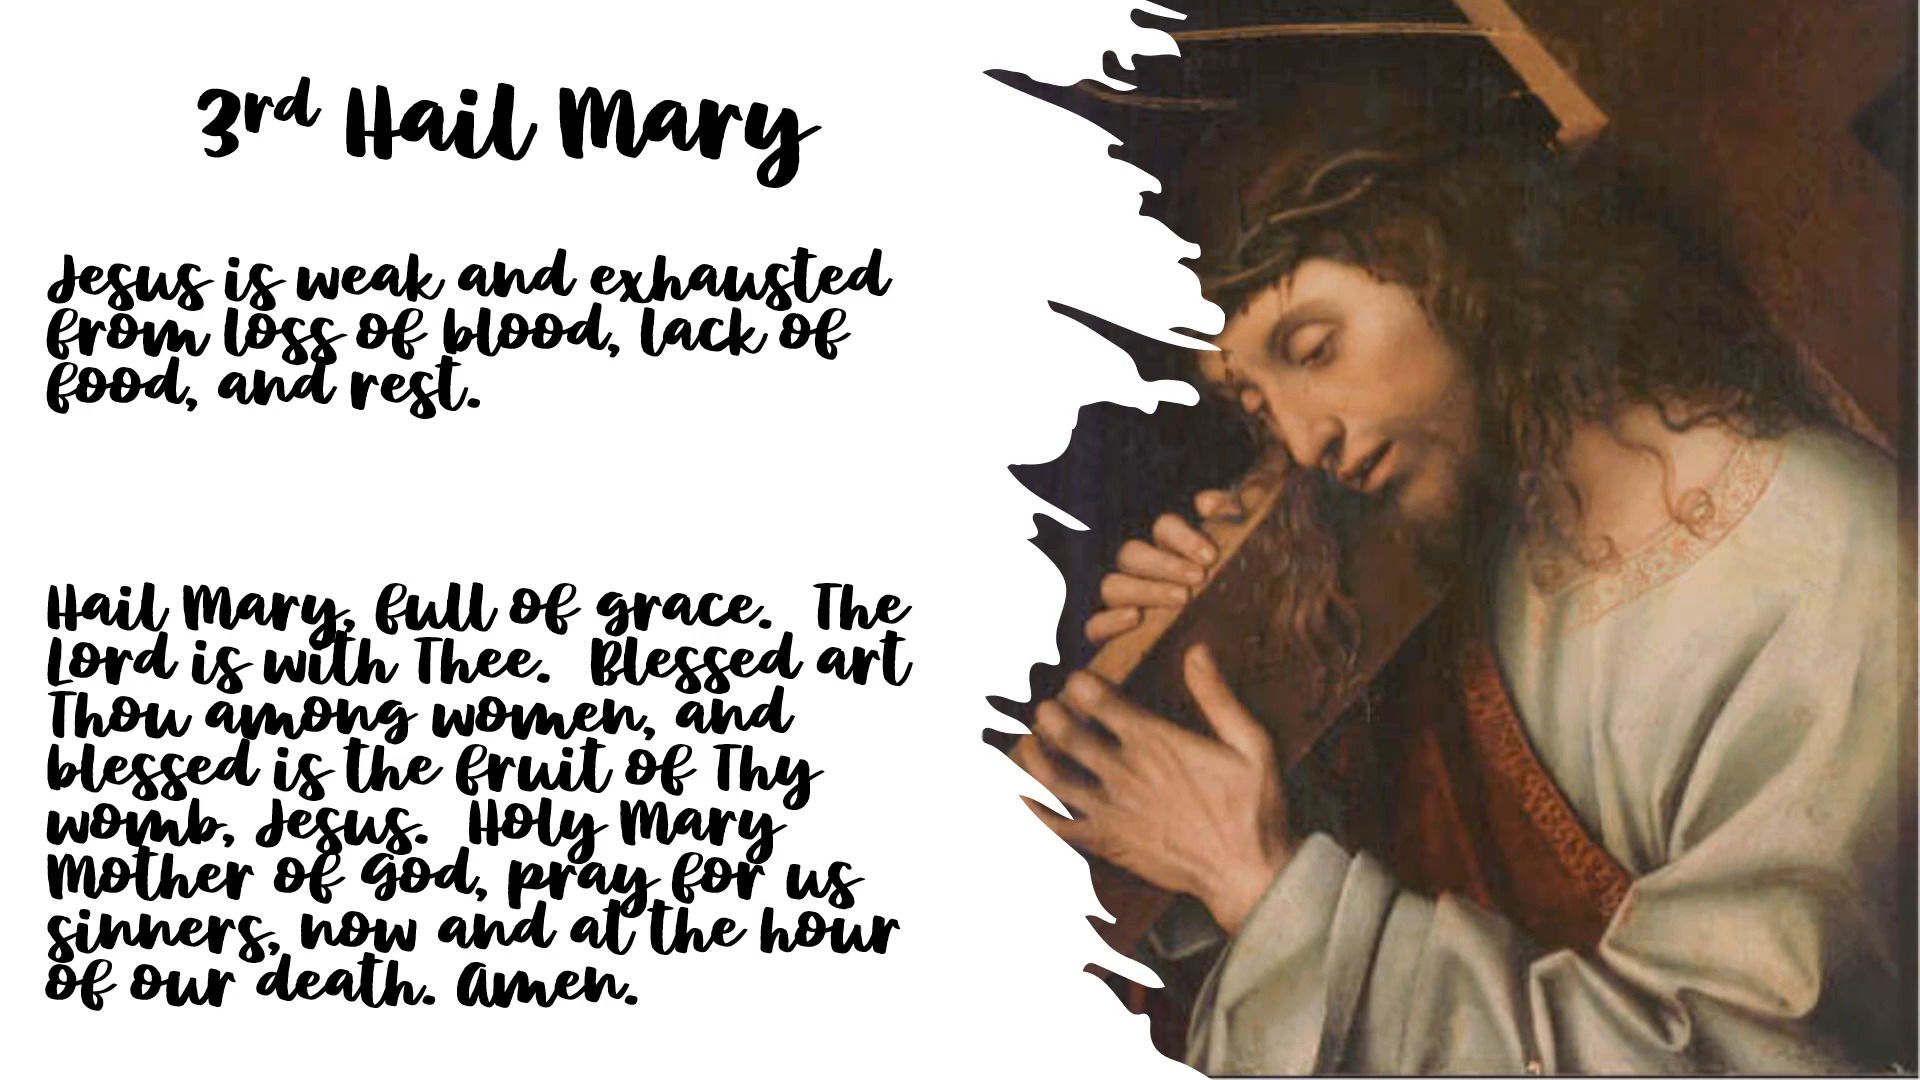 3rd Hail Mary
Jesus is weak and exhausted
from loss of blood, lack of
food, and rest.
Hail Mary, full of grace.  The
Lord is with Thee.  Blessed art
Thou among women, and
blessed is the fruit of Thy
womb, Jesus.  Holy Mary
Mother of God, pray for us
sinners, now and at the hour
of our death. Amen.